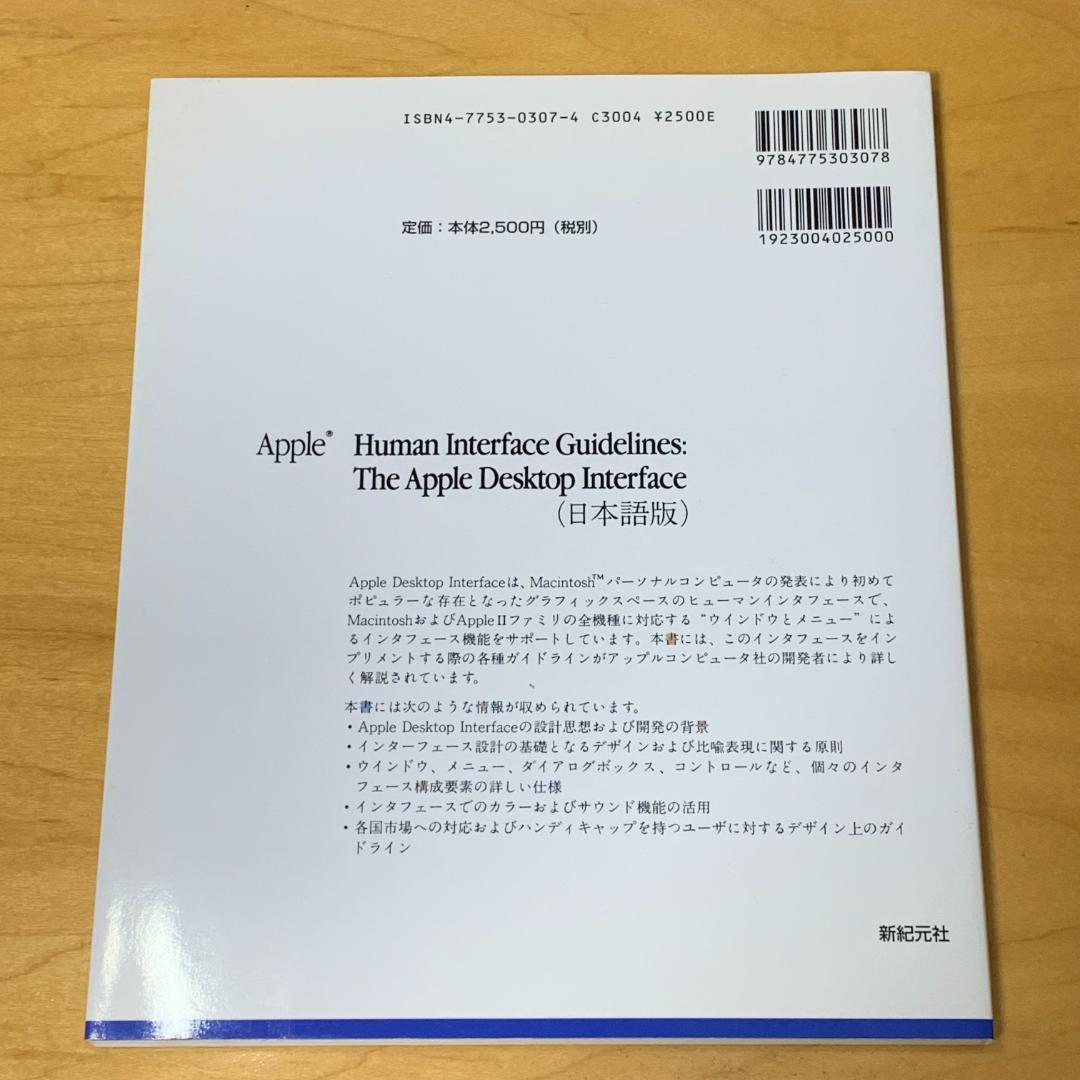 ISBN4-7753-0307-4 C3004 ¥2500E
9784775303078
定価：本体2,500円（税別）
1923004025000
Apple® Human Interface Guidelines:
The Apple Desktop Interface
（日本語版）
Apple Desktop Interfaceは、Macintosh™パーソナルコンピュータの発表により初めて
ポピュラーな存在となったグラフィックスベースのヒューマンインタフェースで、
MacintoshおよびApple IIファミリの全機種に対応する“ウインドウとメニュー”によ
るインタフェース機能をサポートしています。本書には、このインタフェースをイン
プリメントする際の各種ガイドラインがアップルコンピュータ社の開発者により詳し
く解説されています。
本書には次のような情報が収められています。
・Apple Desktop Interfaceの設計思想および開発の背景
・インターフェース設計の基礎となるデザインおよび比喩表現に関する原則
・ウインドウ、メニュー、ダイアログボックス、コントロールなど、個々のインタ
フェース構成要素の詳しい仕様
・インタフェースでのカラーおよびサウンド機能の活用
・各国市場への対応およびハンディキャップを持つユーザに対するデザイン上のガイ
ドライン
新紀元社